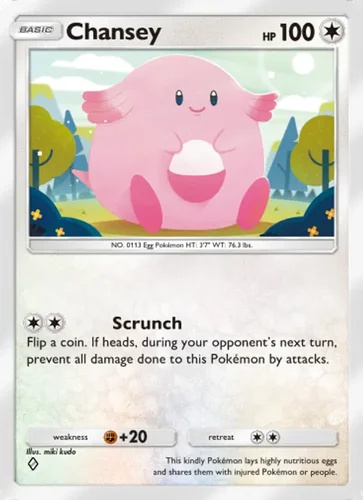 BASIC Chansey HP 100
NO. 0113 Egg Pokémon HT: 3'7" WT: 76.3 lbs.
Scrunch
Flip a coin. If heads, during your opponent's next turn,
prevent all damage done to this Pokémon by attacks.
weakness +20 retreat
Illus. miki kudo
This kindly Pokémon lays highly nutritious eggs
and shares them with injured Pokémon or people.